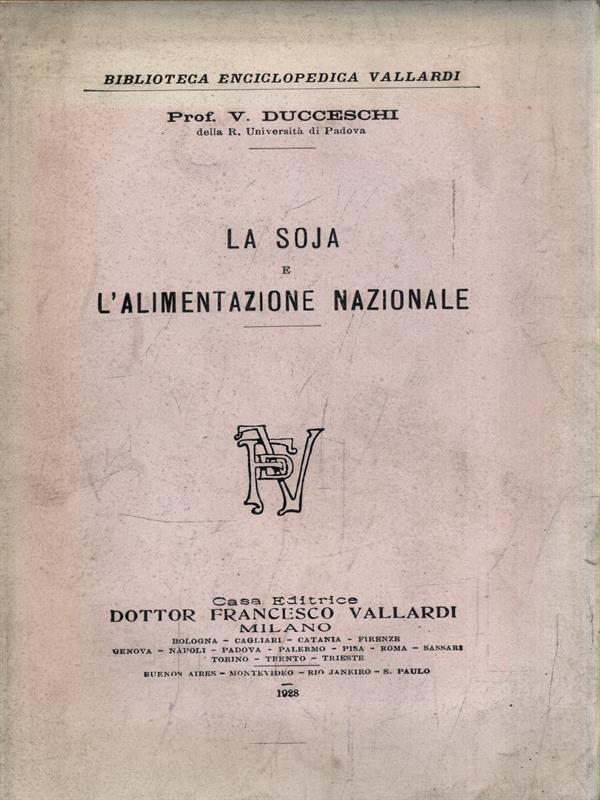 BIBLIOTECA ENCICLOPEDICA VALLARDI
Prof. V. DUCCESCHI
della R. Università di Padova
LA SOJA
E
L'ALIMENTAZIONE NAZIONALE
FDV
Casa Editrice
DOTTOR FRANCESCO VALLARDI
MILANO
BOLOGNA - CAGLIARI - CATANIA - FIRENZE
GENOVA - NAPOLI - PADOVA - PALERMO - PISA - ROMA - SASSARI
TORINO - TRENTO - TRIESTE
BUENOS AIRES - MONTEVIDEO - RIO JANEIRO - S. PAULO
1928